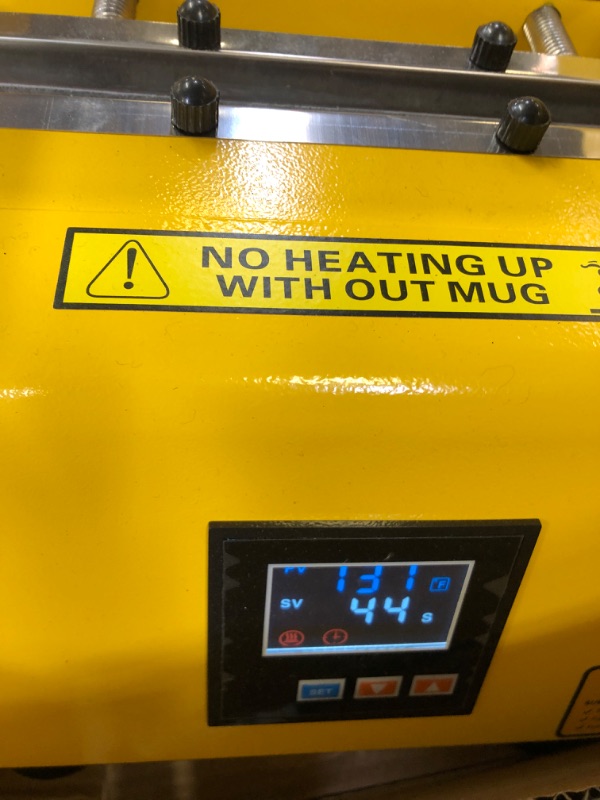 NO HEATING UP
WITH OUT MUG
PV 131 °F
SV 44 S
SET